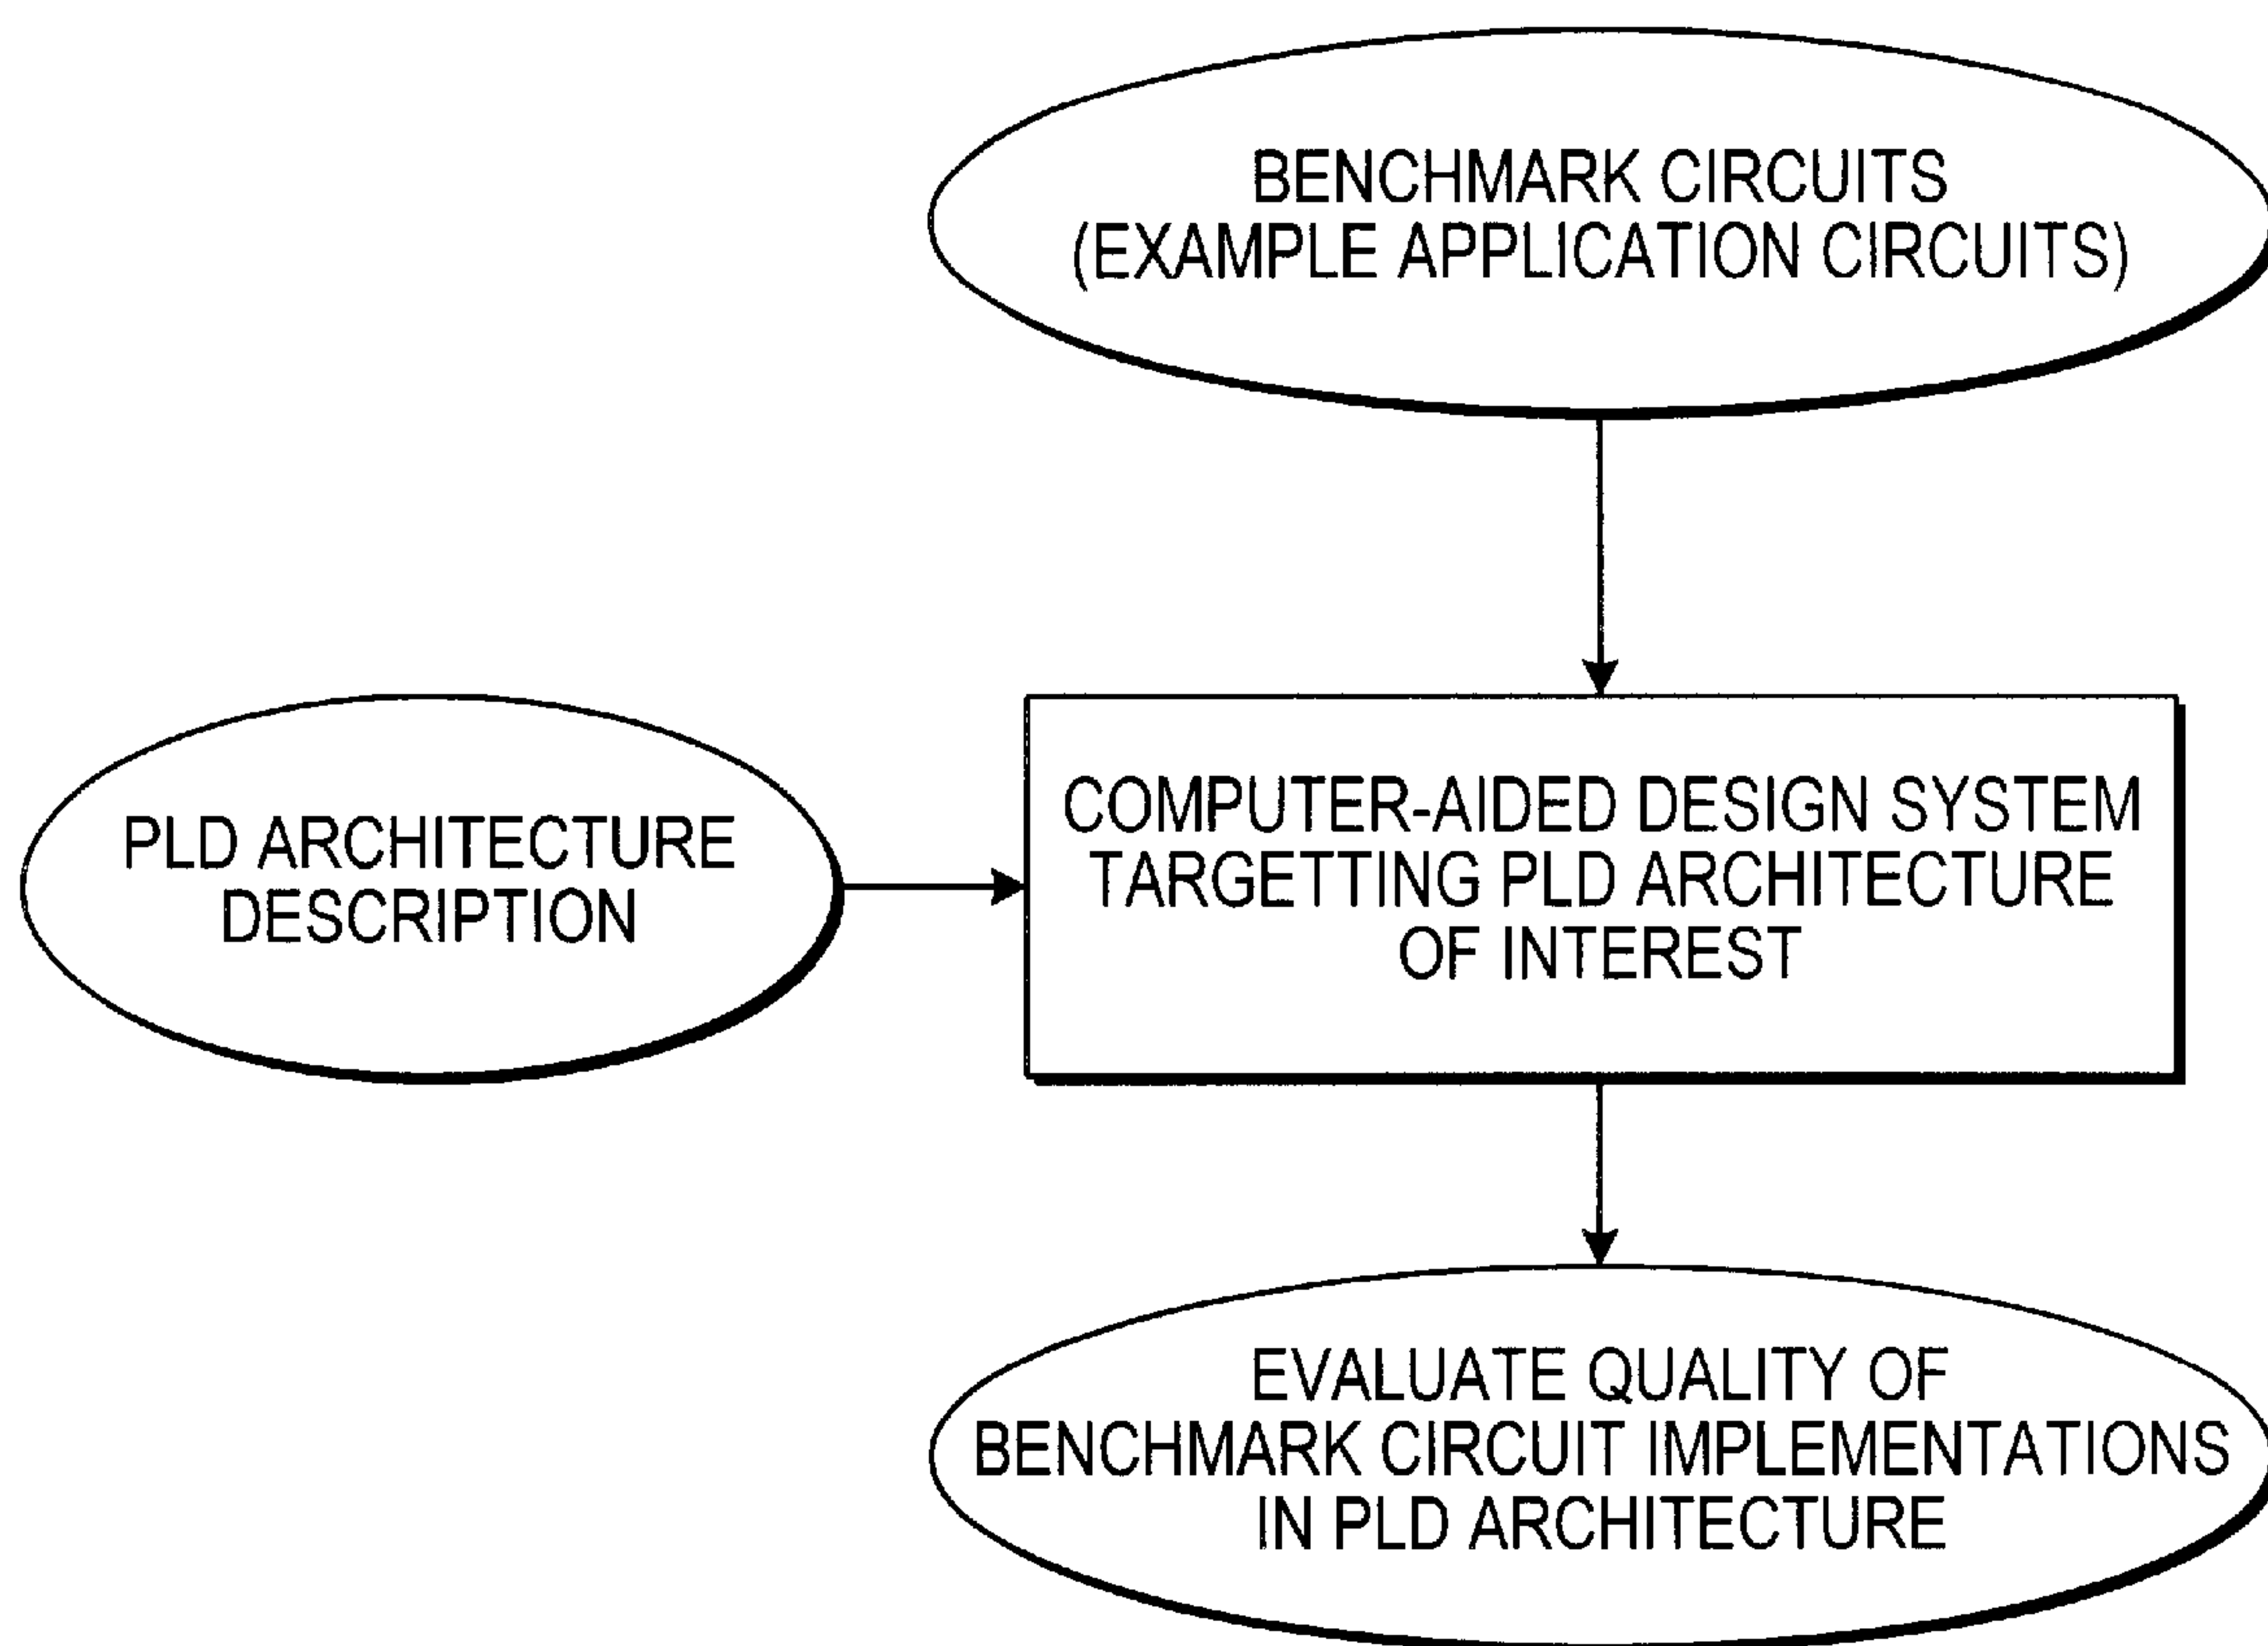 BENCHMARK CIRCUITS
(EXAMPLE APPLICATION CIRCUITS)
PLD ARCHITECTURE
DESCRIPTION
COMPUTER-AIDED DESIGN SYSTEM
TARGETTING PLD ARCHITECTURE
OF INTEREST
EVALUATE QUALITY OF
BENCHMARK CIRCUIT IMPLEMENTATIONS
IN PLD ARCHITECTURE